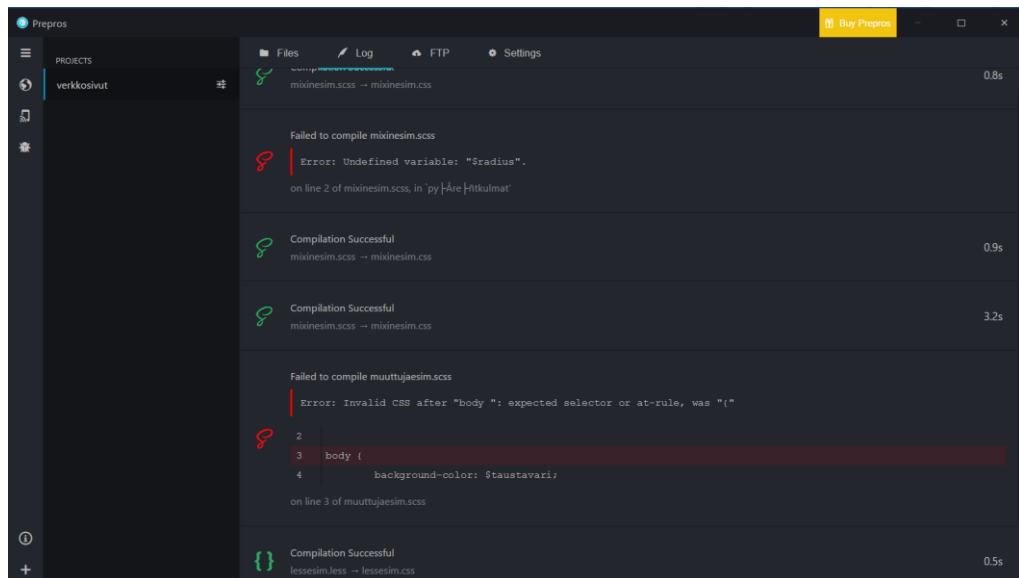 Prepros
Buy Prepros
PROJECTS
verkkosivut
Files
Log
FTP
Settings
Compilation Successful
mixinesim.scss → mixinesim.css
0.8s
Failed to compile mixinesim.scss
Error: Undefined variable: "$radius".
on line 2 of mixinesim.scss, in `py├Âre├ñtkulmat'
Compilation Successful
mixinesim.scss → mixinesim.css
0.9s
Compilation Successful
mixinesim.scss → mixinesim.css
3.2s
Failed to compile muuttujaesim.scss
Error: Invalid CSS after "body ": expected selector or at-rule, was "{"
2
3 body {
4 background-color: $taustavari;
on line 3 of muuttujaesim.scss
Compilation Successful
lessesim.less → lessesim.css
0.5s